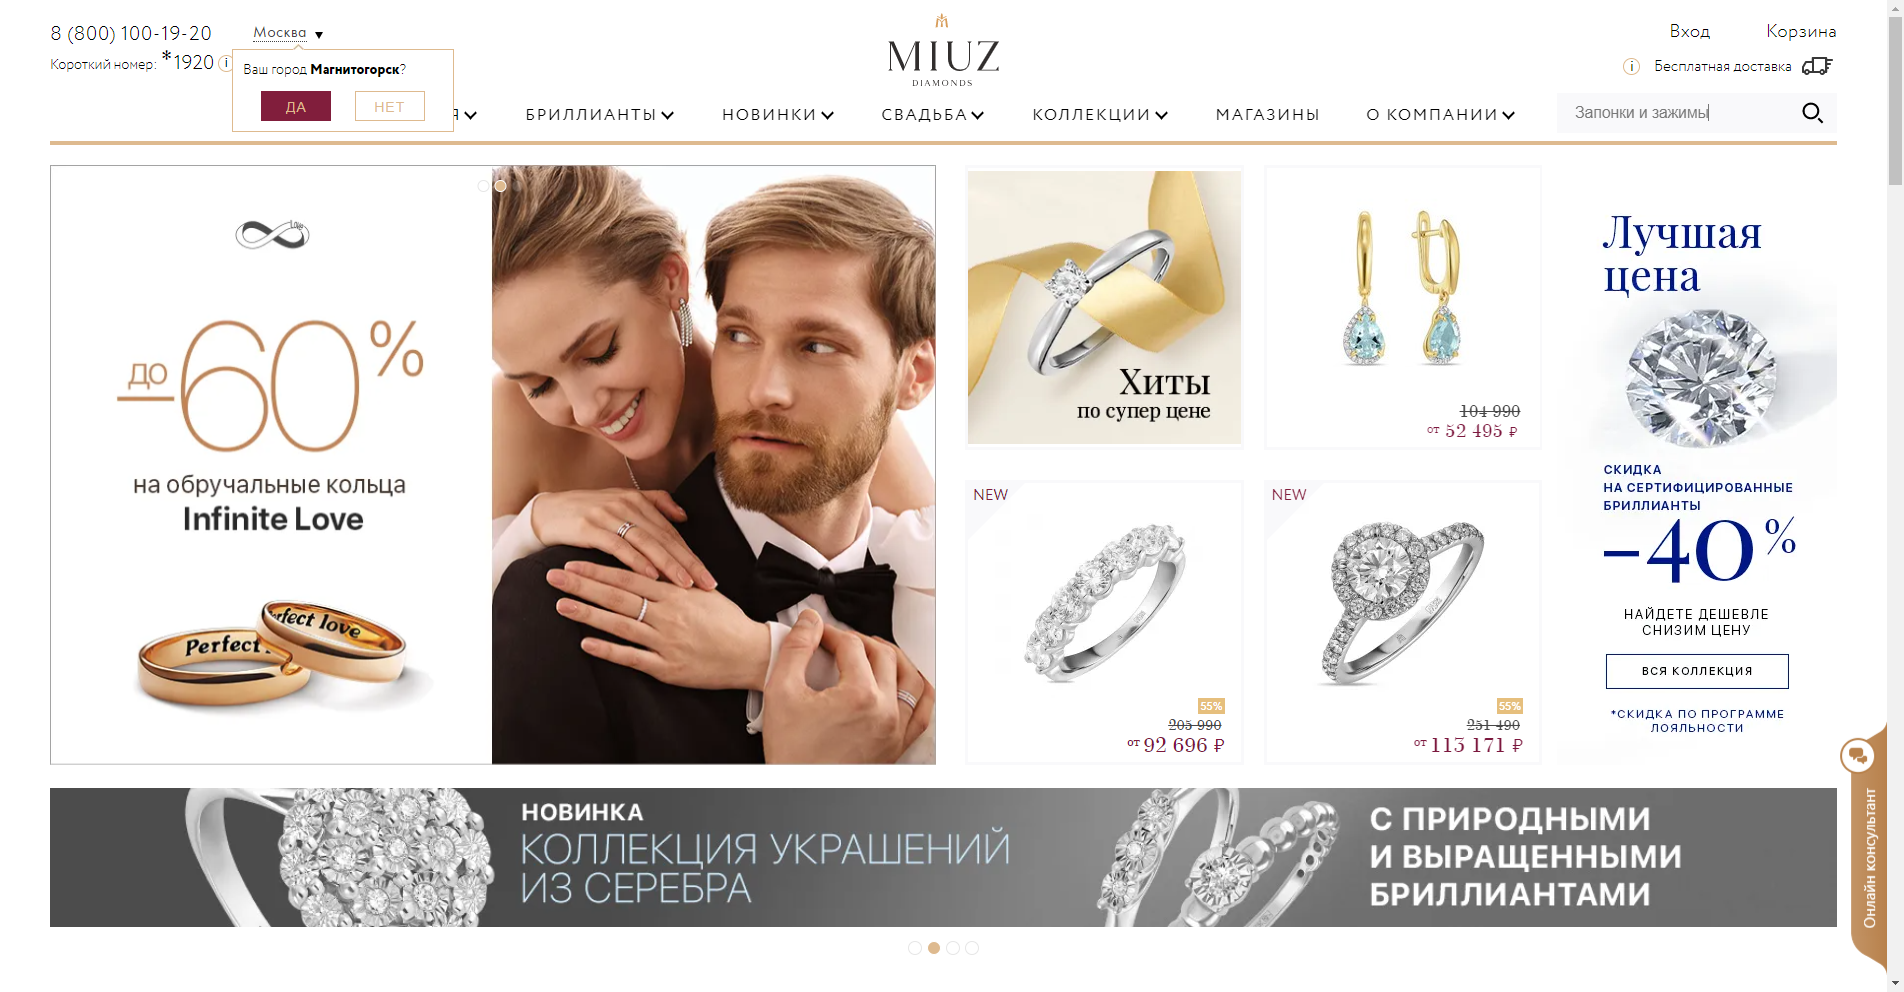 8 (800) 100-19-20
Москва
Короткий номер: *1920
Ваш город Магнитогорск?
ДА
НЕТ
MIUZ
DIAMONDS
Вход
Корзина
Бесплатная доставка
Я
БРИЛЛИАНТЫ
НОВИНКИ
СВАДЬБА
КОЛЛЕКЦИИ
МАГАЗИНЫ
О КОМПАНИИ
Запонки и зажимы
Love
до
–60%
на обручальные кольца
Infinite Love
Perfect
rfect love
Хиты
по супер цене
104 990
от 52 495 ₽
NEW
55%
205 990
от 92 696 ₽
NEW
55%
251 490
от 113 171 ₽
Лучшая
цена
СКИДКА
НА СЕРТИФИЦИРОВАННЫЕ
БРИЛЛИАНТЫ
–40%
НАЙДЕТЕ ДЕШЕВЛЕ
СНИЗИМ ЦЕНУ
ВСЯ КОЛЛЕКЦИЯ
*СКИДКА ПО ПРОГРАММЕ
ЛОЯЛЬНОСТИ
НОВИНКА
КОЛЛЕКЦИЯ УКРАШЕНИЙ
ИЗ СЕРЕБРА
С ПРИРОДНЫМИ
И ВЫРАЩЕННЫМИ
БРИЛЛИАНТАМИ
Онлайн консультант